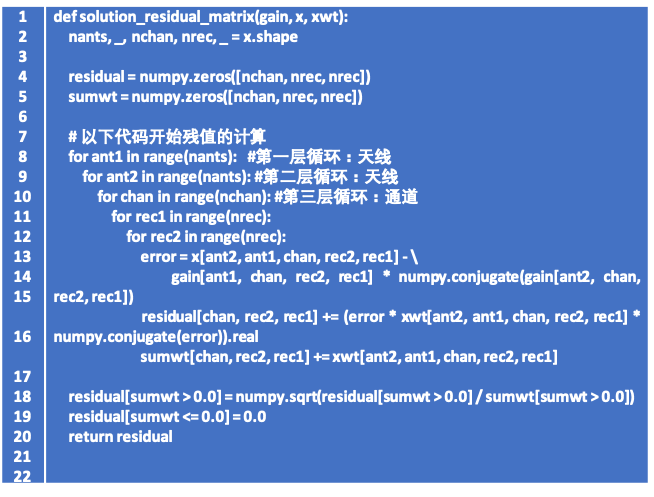 1 def solution_residual_matrix(gain, x, xwt):
2 nants, _, nchan, nrec, _ = x.shape
3
4 residual = numpy.zeros([nchan, nrec, nrec])
5 sumwt = numpy.zeros([nchan, nrec, nrec])
6
7 # 以下代码开始残值的计算
8 for ant1 in range(nants): #第一层循环：天线
9 for ant2 in range(nants): #第二层循环：天线
10 for chan in range(nchan): #第三层循环：通道
11 for rec1 in range(nrec):
12 for rec2 in range(nrec):
13 error = x[ant2, ant1, chan, rec2, rec1] - \
14 gain[ant1, chan, rec2, rec1] * numpy.conjugate(gain[ant2, chan,
15 rec2, rec1])
residual[chan, rec2, rec1] += (error * xwt[ant2, ant1, chan, rec2, rec1] *
16 numpy.conjugate(error)).real
sumwt[chan, rec2, rec1] += xwt[ant2, ant1, chan, rec2, rec1]
17
18 residual[sumwt > 0.0] = numpy.sqrt(residual[sumwt > 0.0] / sumwt[sumwt > 0.0])
19 residual[sumwt <= 0.0] = 0.0
20 return residual
21
22